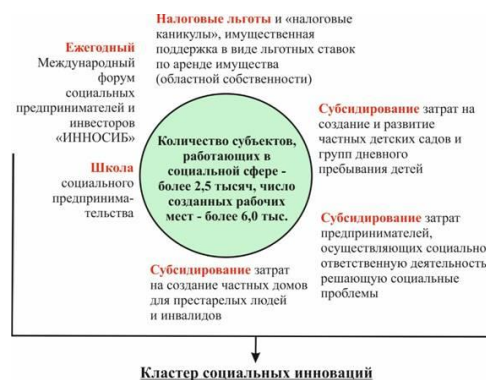 Налоговые льготы и «налоговые
каникулы», имущественная
поддержка в виде льготных ставок
по аренде имущества
(областной собственности)
Ежегодный
Международный
форум
социальных
предпринимателей и
инвесторов
«ИННОСИБ»
Субсидирование затрат на
создание и развитие
частных детских садов и
групп дневного
пребывания детей
Количество субъектов,
работающих в
социальной сфере -
более 2,5 тысяч, число
созданных рабочих
мест - более 6,0 тыс.
Школа
социального
предпринима-
тельства
Субсидирование затрат
предпринимателей,
осуществляющих социально
ответственную деятельность,
решающую социальные
проблемы
Субсидирование затрат
на создание частных домов
для престарелых людей
и инвалидов
Кластер социальных инноваций